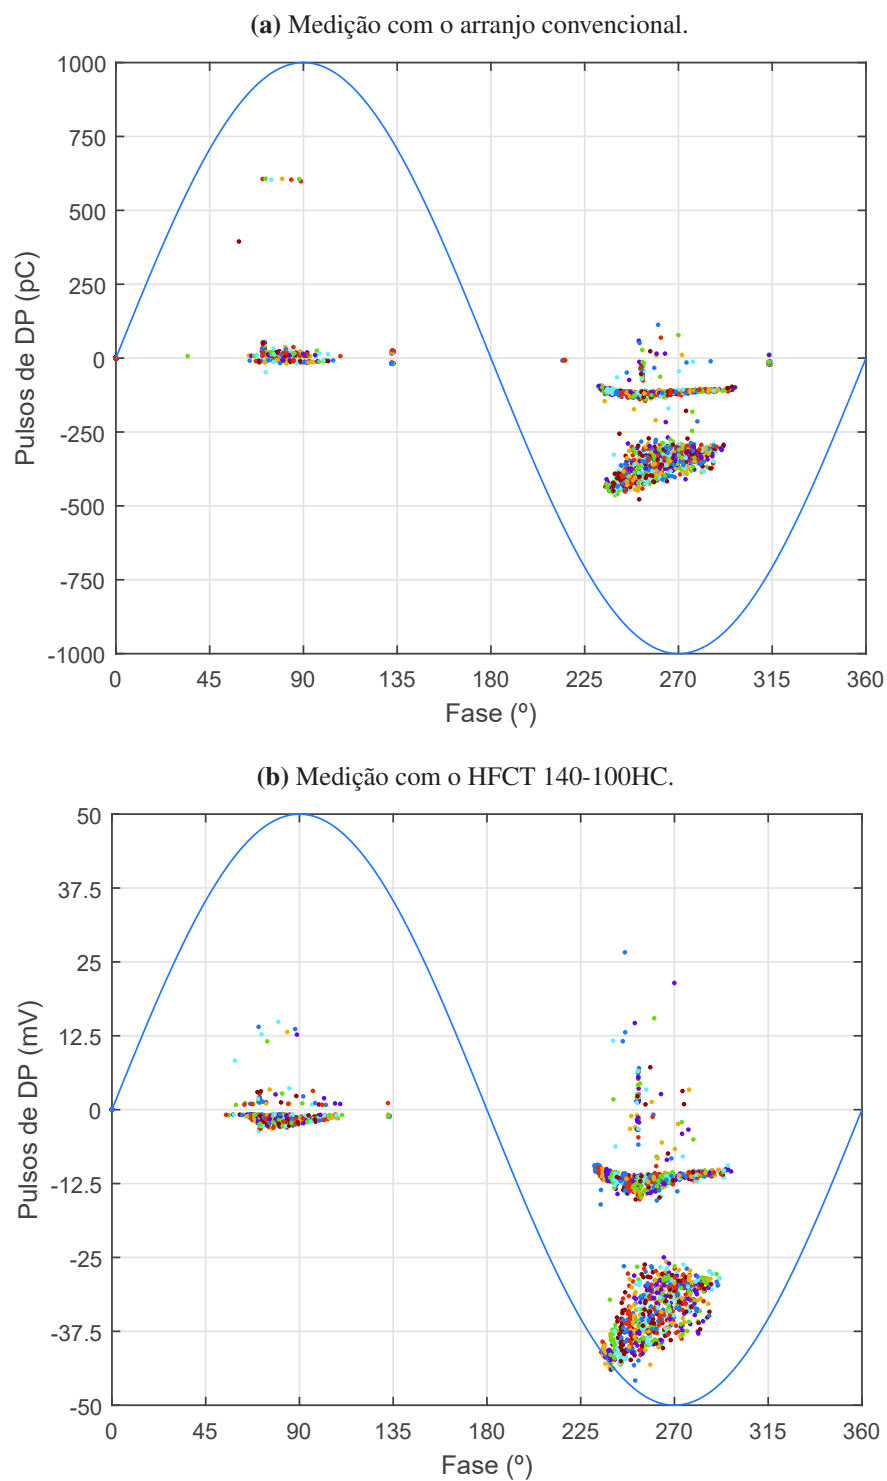 (a) Medição com o arranjo convencional.
1000
750
500
250
0
-250
-500
-750
-1000
Pulsos de DP (pC)
0 45 90 135 180 225 270 315 360
Fase (º)
(b) Medição com o HFCT 140-100HC.
50
37.5
25
12.5
0
-12.5
-25
-37.5
-50
Pulsos de DP (mV)
0 45 90 135 180 225 270 315 360
Fase (º)